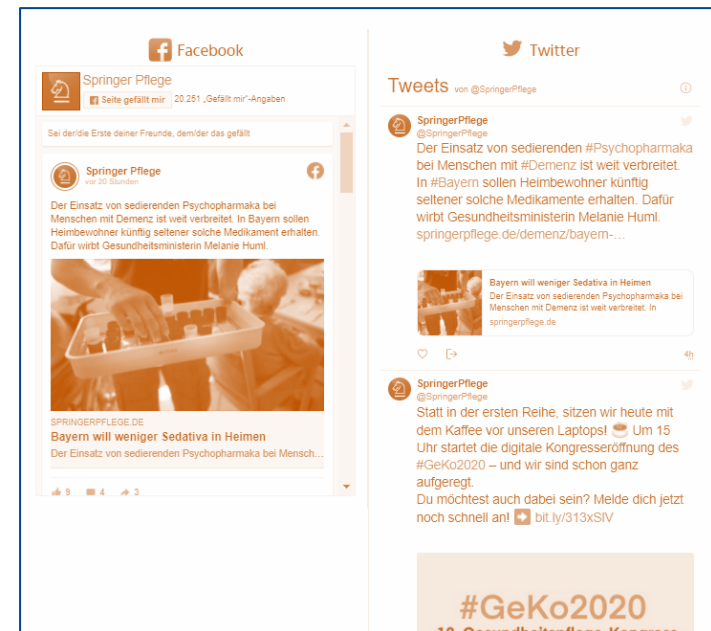 Facebook
Springer Pflege
Seite gefällt mir 20.251 „Gefällt mir“-Angaben
Sei der/die Erste deiner Freunde, dem/der das gefällt
Springer Pflege
vor 20 Stunden
Der Einsatz von sedierenden Psychopharmaka bei
Menschen mit Demenz ist weit verbreitet. In Bayern sollen
Heimbewohner künftig seltener solche Medikament erhalten.
Dafür wirbt Gesundheitsministerin Melanie Huml.
SPRINGERPFLEGE.DE
Bayern will weniger Sedativa in Heimen
Der Einsatz von sedierenden Psychopharmaka bei Mensch...
9 4 3
Twitter
Tweets von @SpringerPflege
SpringerPflege
@SpringerPflege
Der Einsatz von sedierenden #Psychopharmaka
bei Menschen mit #Demenz ist weit verbreitet.
In #Bayern sollen Heimbewohner künftig
seltener solche Medikamente erhalten. Dafür
wirbt Gesundheitsministerin Melanie Huml.
springerpflege.de/demenz/bayern-...
Bayern will weniger Sedativa in Heimen
Der Einsatz von sedierenden Psychopharmaka bei
Menschen mit Demenz ist weit verbreitet. In
springerpflege.de
4h
SpringerPflege
@SpringerPflege
Statt in der ersten Reihe, sitzen wir heute mit
dem Kaffee vor unseren Laptops! ☕ Um 15
Uhr startet die digitale Kongresseröffnung des
#GeKo2020 – und wir sind schon ganz
aufgeregt.
Du möchtest auch dabei sein? Melde dich jetzt
noch schnell an! ➡ bit.ly/313xSIV
#GeKo2020
Gesundheitspflege-Kongress